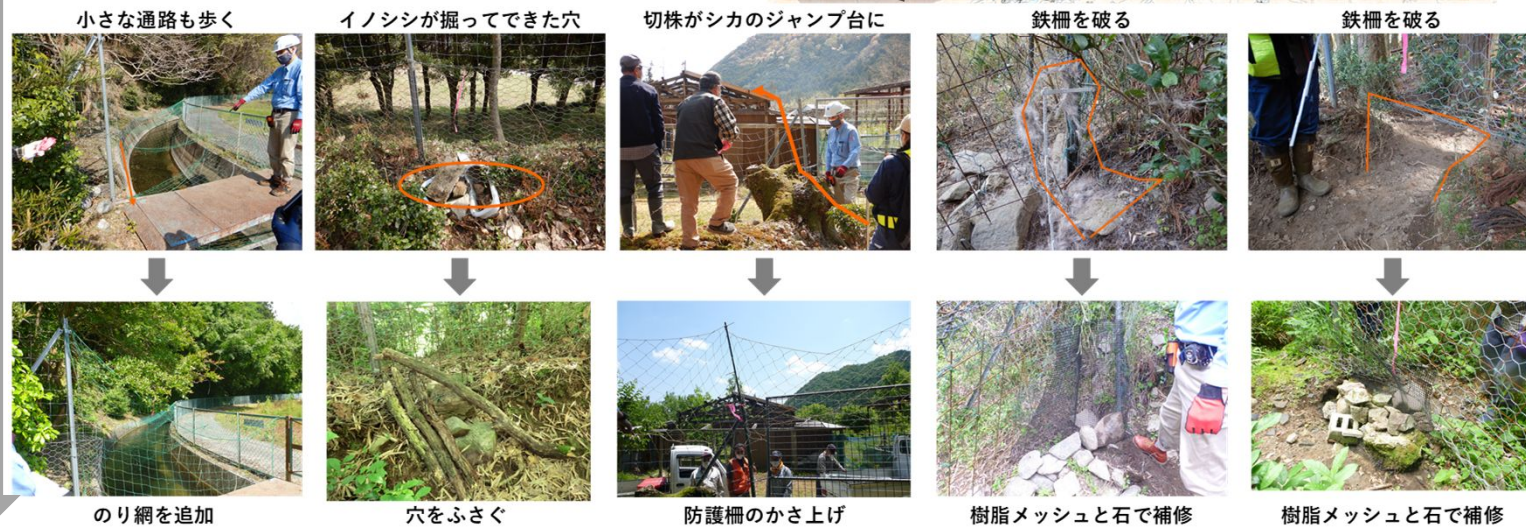 小さな通路も歩く
イノシシが掘ってできた穴
切株がシカのジャンプ台に
鉄柵を破る
鉄柵を破る
のり網を追加
穴をふさぐ
防護柵のかさ上げ
樹脂メッシュと石で補修
樹脂メッシュと石で補修